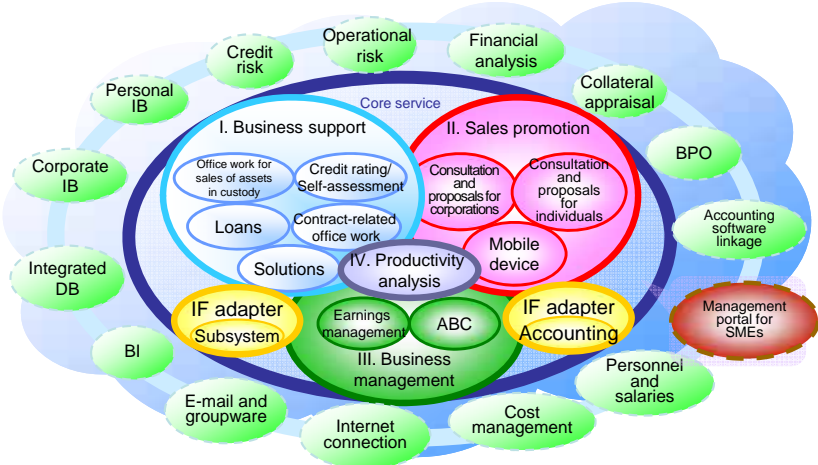 Operational
risk
Financial
analysis
Credit
risk
Collateral
appraisal
Personal
IB
Core service
I. Business support
II. Sales promotion
BPO
Corporate
IB
Office work for
sales of assets
in custody
Credit rating/
Self-assessment
Consultation
and
proposals for
corporations
Consultation
and
proposals
for
individuals
Loans
Contract-related
office work
Accounting
software
linkage
Mobile
device
Solutions
IV. Productivity
analysis
Integrated
DB
IF adapter
Subsystem
Earnings
management
ABC
IF adapter
Accounting
Management
portal for
SMEs
BI
III. Business
management
Personnel
and
salaries
E-mail and
groupware
Internet
connection
Cost
management